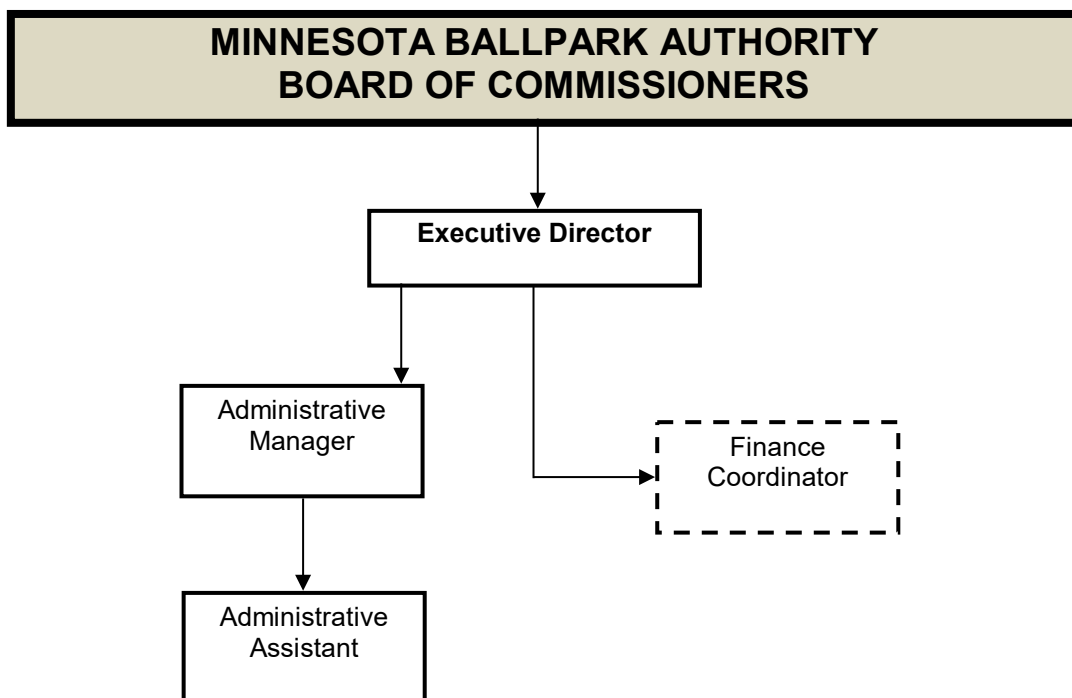 MINNESOTA BALLPARK AUTHORITY
BOARD OF COMMISSIONERS
Executive Director
Administrative
Manager
Finance
Coordinator
Administrative
Assistant